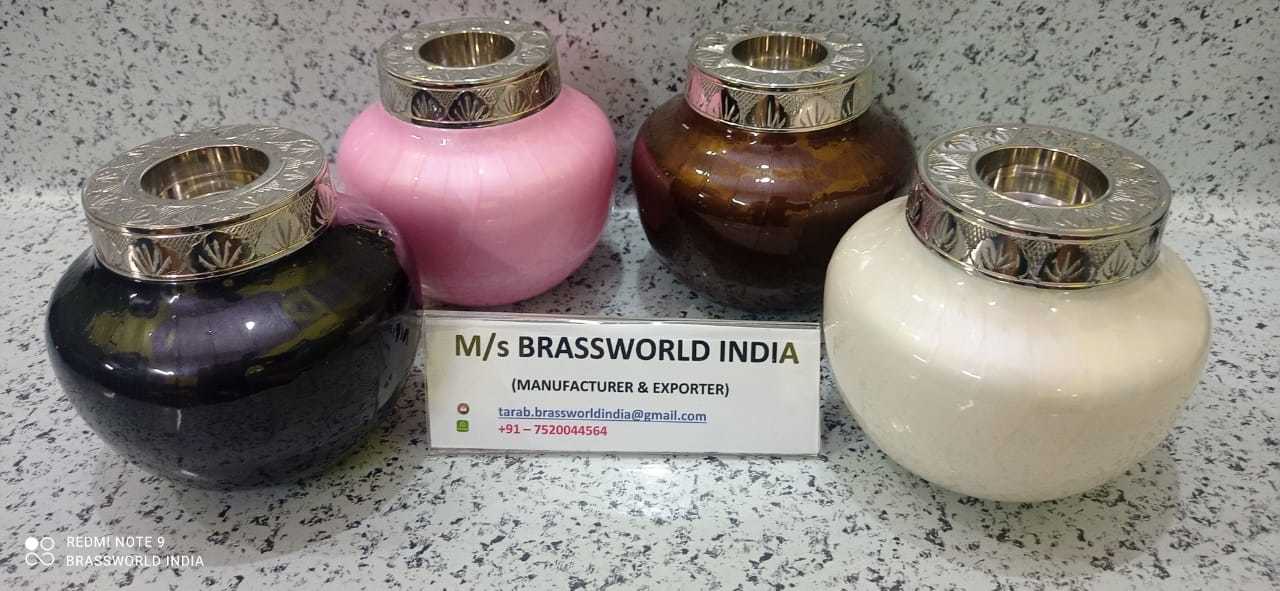 M/s BRASSWORLD INDIA
(MANUFACTURER & EXPORTER)
tarab.brassworldindia@gmail.com
+91 – 7520044564
REDMI NOTE 9
BRASSWORLD INDIA